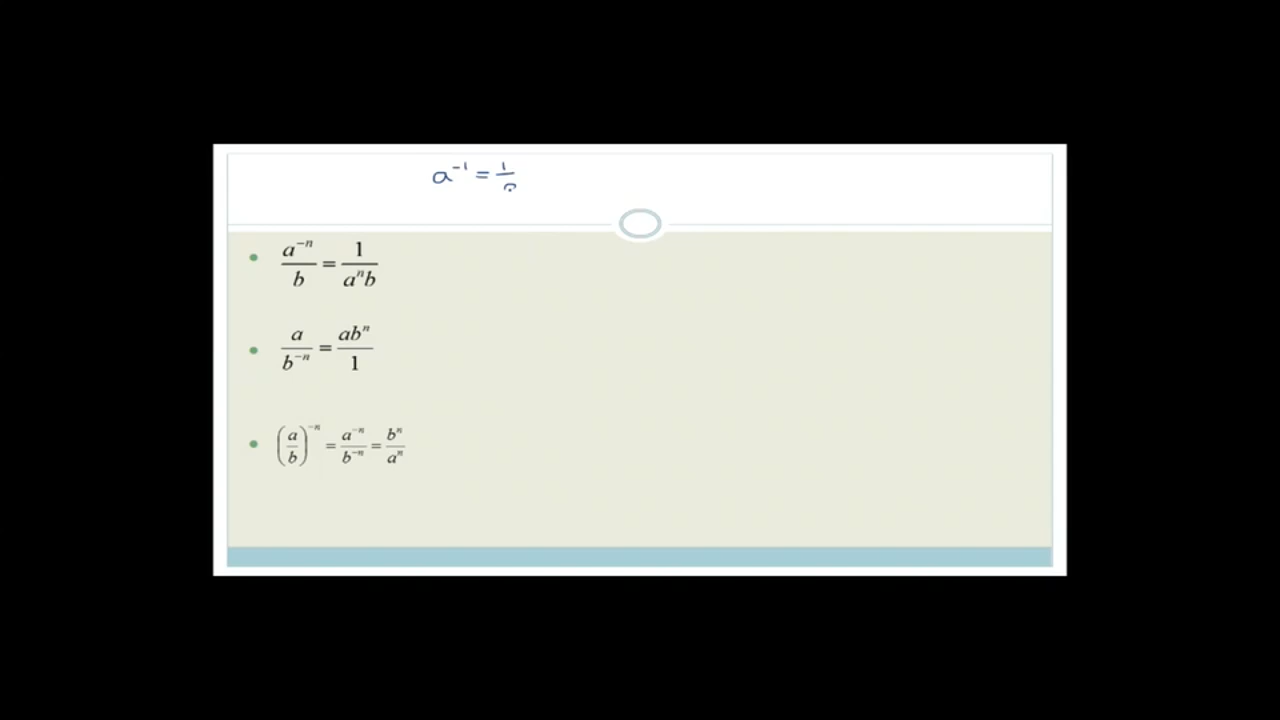 a⁻¹ = 1/a
• a⁻ⁿ/b = 1/(aⁿb)
• a/b⁻ⁿ = abⁿ/1
• (a/b)⁻ⁿ = a⁻ⁿ/b⁻ⁿ = bⁿ/aⁿ